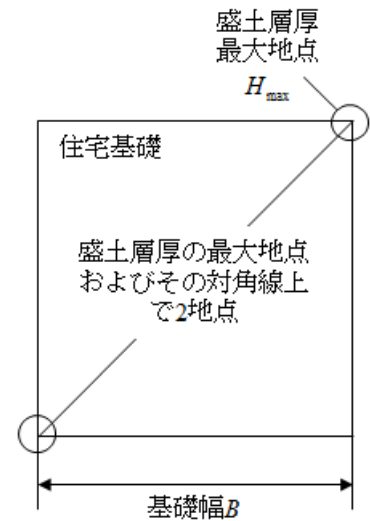 盛土層厚
最大地点
Hmax
住宅基礎
盛土層厚の最大地点
およびその対角線上
で2地点
基礎幅B